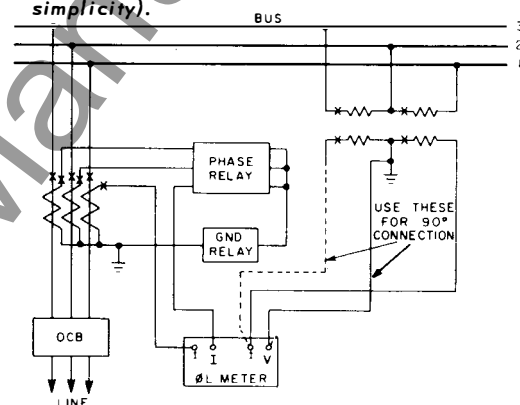 simplicity).
BUS
3
2
1
PHASE
RELAY
GND
RELAY
USE THESE
FOR 90°
CONNECTION
OCB
I
V
ØL METER
LINE